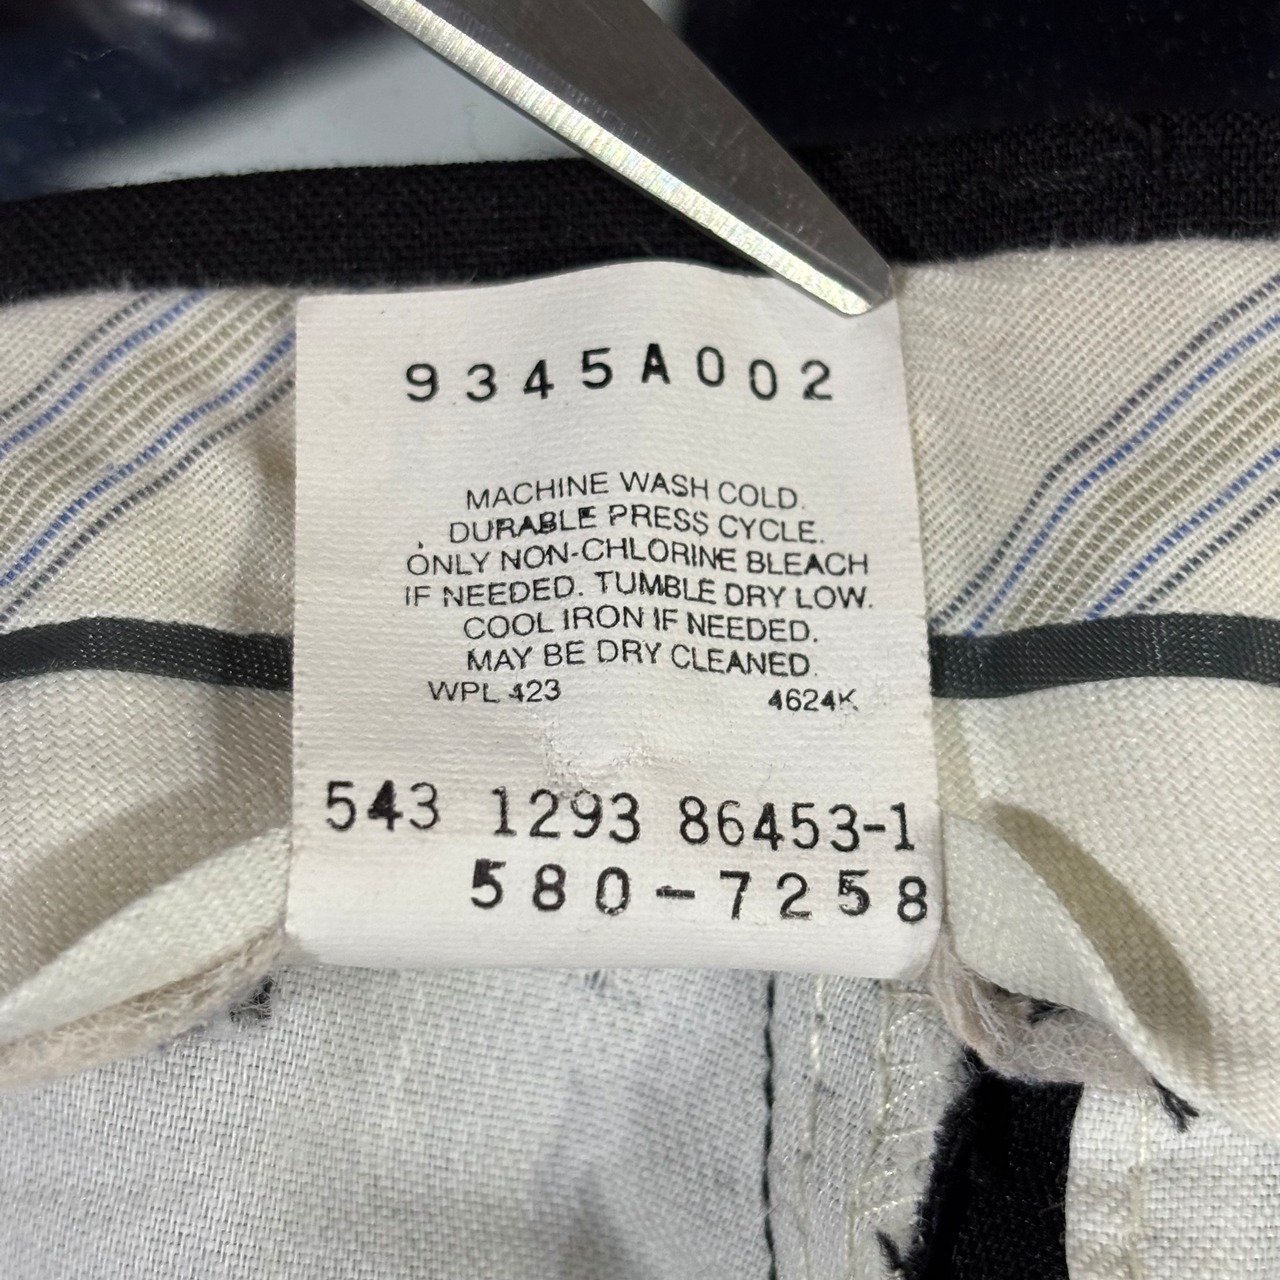 9345A002
MACHINE WASH COLD.
DURABLE PRESS CYCLE.
ONLY NON-CHLORINE BLEACH
IF NEEDED. TUMBLE DRY LOW.
COOL IRON IF NEEDED.
MAY BE DRY CLEANED.
WPL 423 4624K
543 1293 86453-1
580-7258